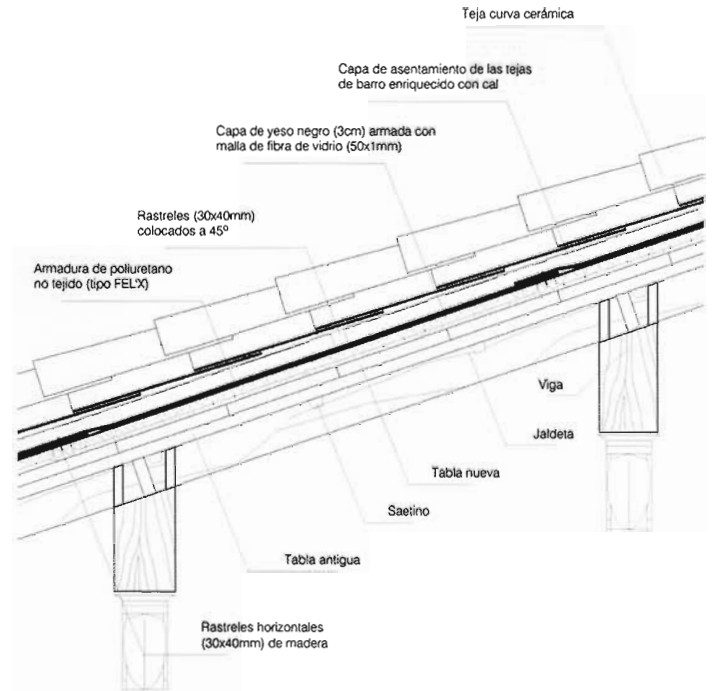 Teja curva cerámica
Capa de asentamiento de las tejas
de barro enriquecido con cal
Capa de yeso negro (3cm) armada con
malla de fibra de vidrio (50x1mm)
Rastreles (30x40mm)
colocados a 45º
Armadura de poliuretano
no tejido (tipo FEL'X)
Viga
Jaldeta
Tabla nueva
Saetino
Tabla antigua
Rastreles horizontales
(30x40mm) de madera